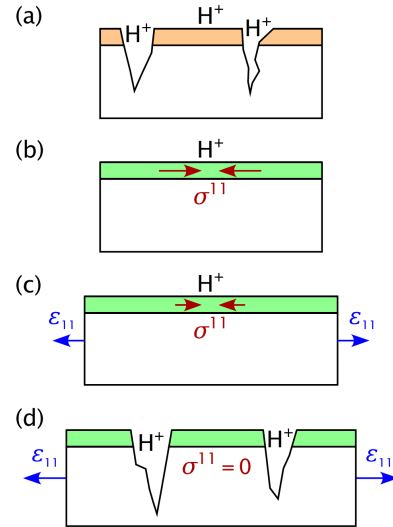 (a)
H⁺
H⁺ H⁺
(b)
H⁺
σ¹¹
(c)
H⁺
ε₁₁ σ¹¹ ε₁₁
(d)
H⁺ H⁺
ε₁₁ σ¹¹ = 0 ε₁₁